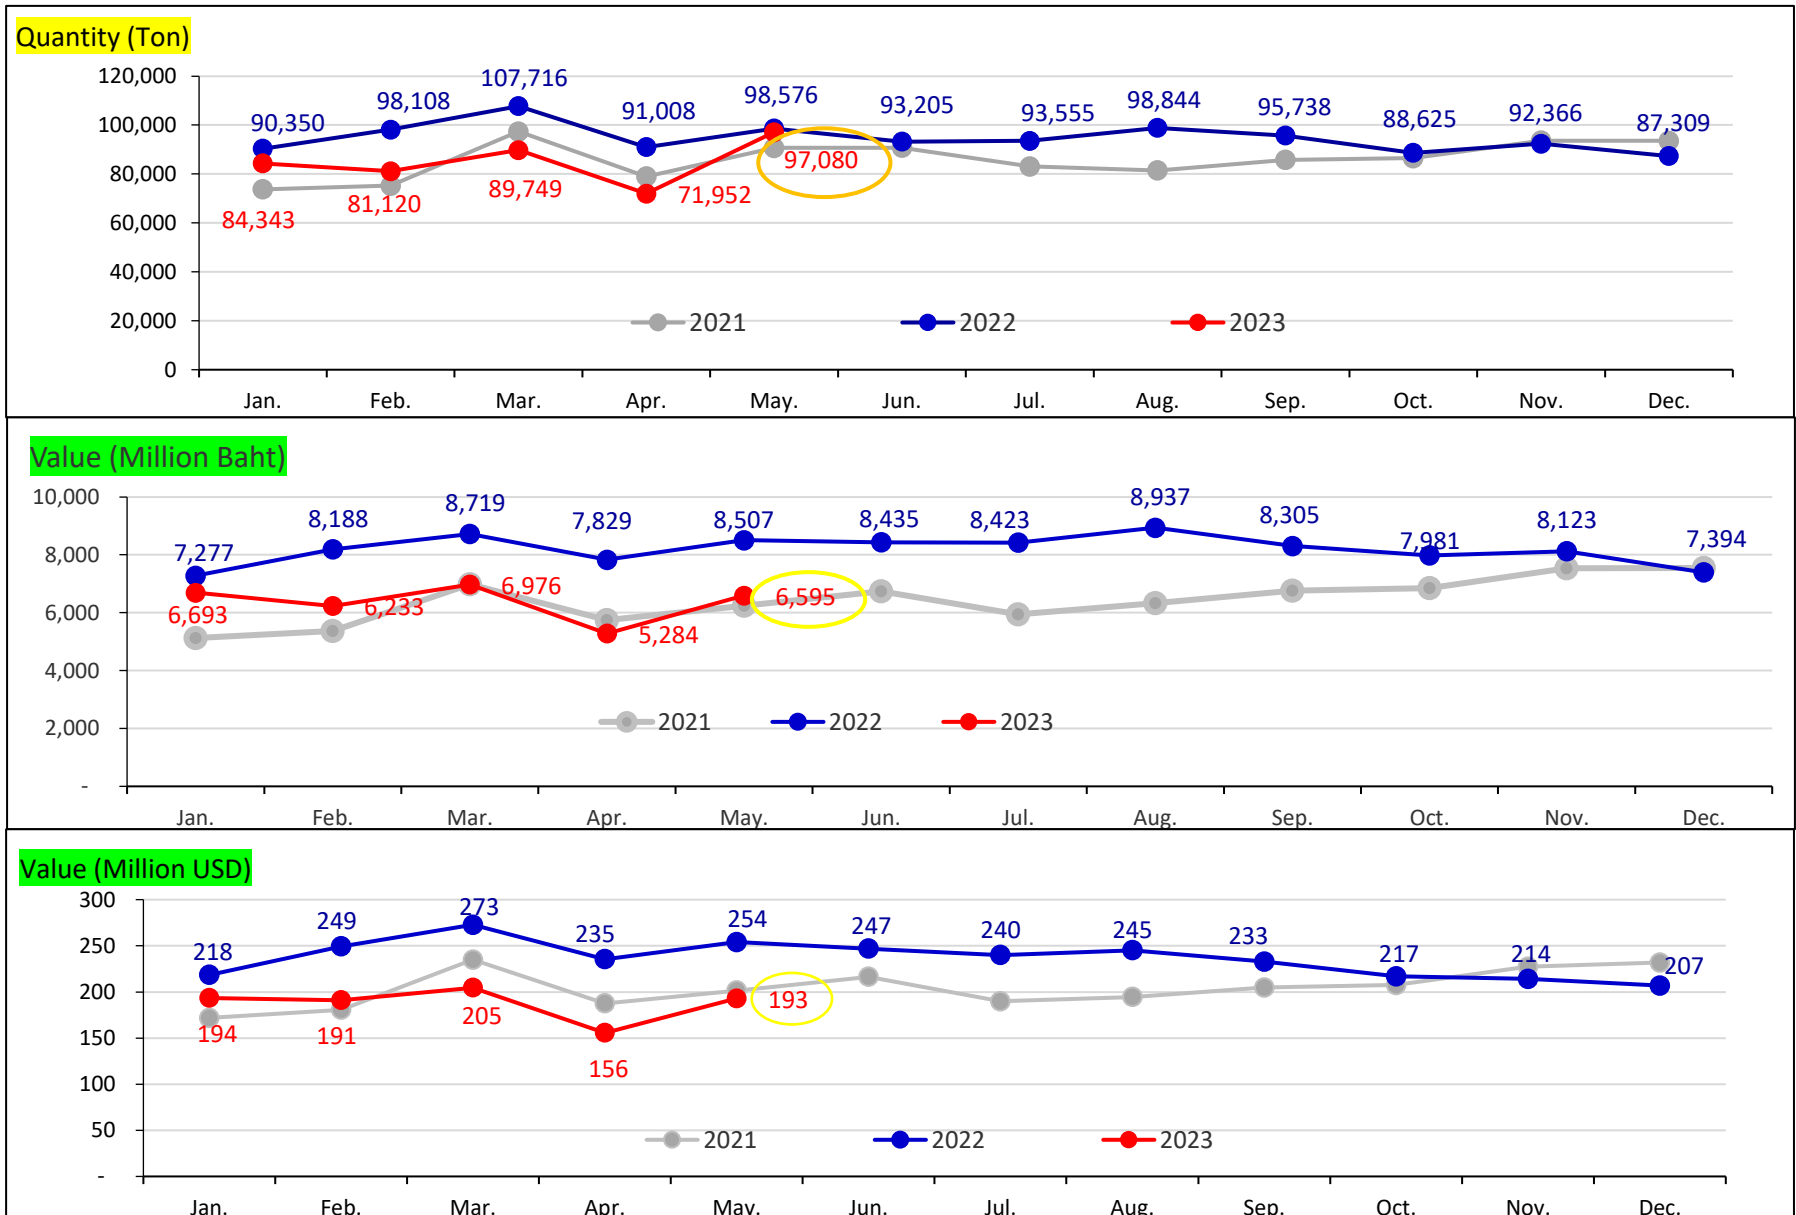 Quantity (Ton)
120,000
100,000
80,000
60,000
40,000
20,000
0
90,350 98,108 107,716 91,008 98,576 93,205 93,555 98,844 95,738 88,625 92,366 87,309
84,343 81,120 89,749 71,952 97,080
2021 2022 2023
Jan. Feb. Mar. Apr. May. Jun. Jul. Aug. Sep. Oct. Nov. Dec.
Value (Million Baht)
10,000
8,000
6,000
4,000
2,000
-
7,277 8,188 8,719 7,829 8,507 8,435 8,423 8,937 8,305 7,981 8,123 7,394
6,693 6,233 6,976 5,284 6,595
2021 2022 2023
Jan. Feb. Mar. Apr. May. Jun. Jul. Aug. Sep. Oct. Nov. Dec.
Value (Million USD)
300
250
200
150
100
50
-
218 249 273 235 254 247 240 245 233 217 214 207
194 191 205 156 193
2021 2022 2023
Jan. Feb. Mar. Apr. May. Jun. Jul. Aug. Sep. Oct. Nov. Dec.